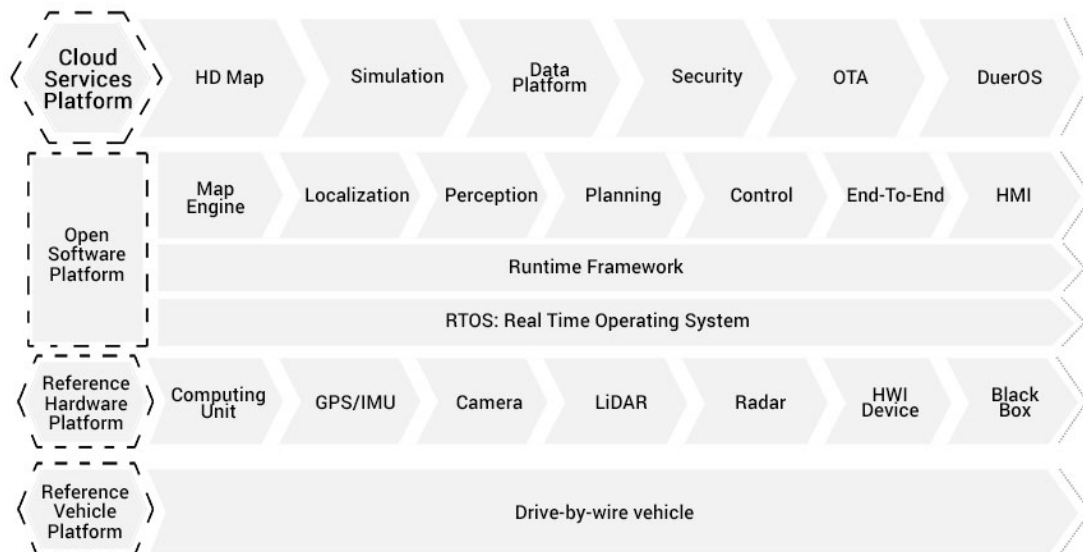 Cloud
Services
Platform
HD Map
Simulation
Data
Platform
Security
OTA
DuerOS
Open
Software
Platform
Map
Engine
Localization
Perception
Planning
Control
End-To-End
HMI
Runtime Framework
RTOS: Real Time Operating System
Reference
Hardware
Platform
Computing
Unit
GPS/IMU
Camera
LiDAR
Radar
HWI
Device
Black
Box
Reference
Vehicle
Platform
Drive-by-wire vehicle